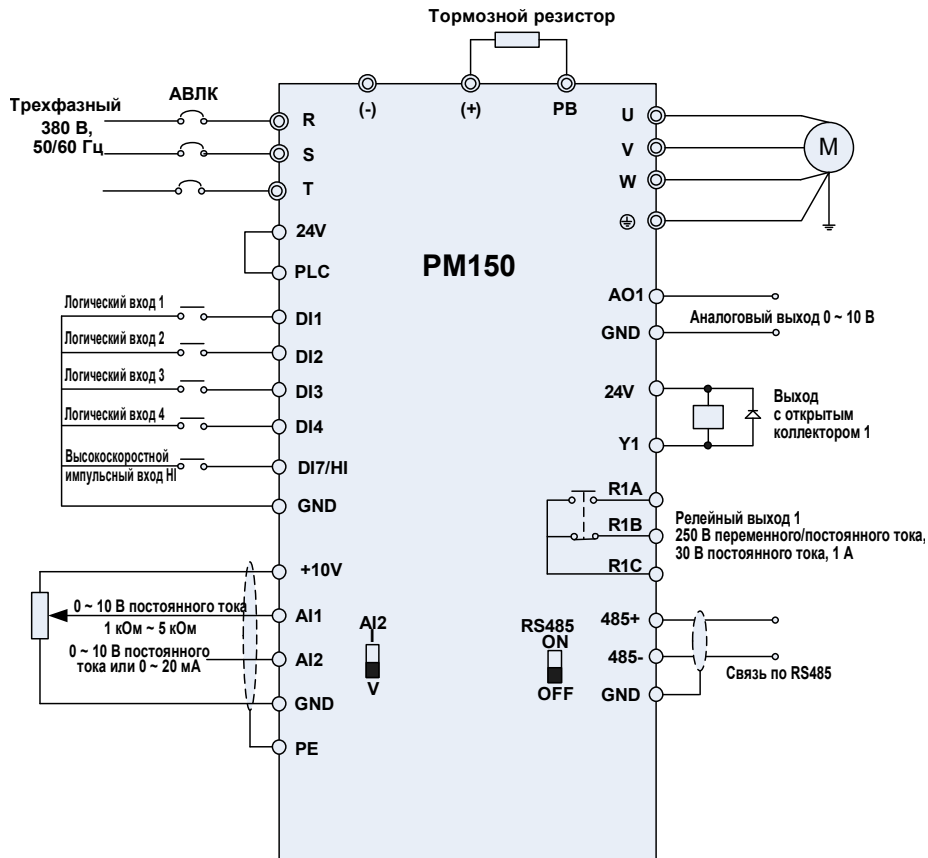 Тормозной резистор
Трехфазный
380 В,
50/60 Гц
АВЛК
(-)
(+)
PB
R
S
T
U
V
W
M
24V
PLC
PM150
Логический вход 1
DI1
Логический вход 2
DI2
Логический вход 3
DI3
Логический вход 4
DI4
Высокоскоростной
импульсный вход HI
DI7/HI
GND
AO1
Аналоговый выход 0 ~ 10 В
GND
24V
Выход
с открытым
коллектором 1
Y1
R1A
R1B
R1C
Релейный выход 1
250 В переменного/постоянного тока,
30 В постоянного тока, 1 А
+10V
0 ~ 10 В постоянного тока
1 кОм ~ 5 кОм
AI1
0 ~ 10 В постоянного
тока или 0 ~ 20 мА
AI2
GND
PE
AI2
I
V
RS485
ON
OFF
485+
485-
Связь по RS485
GND